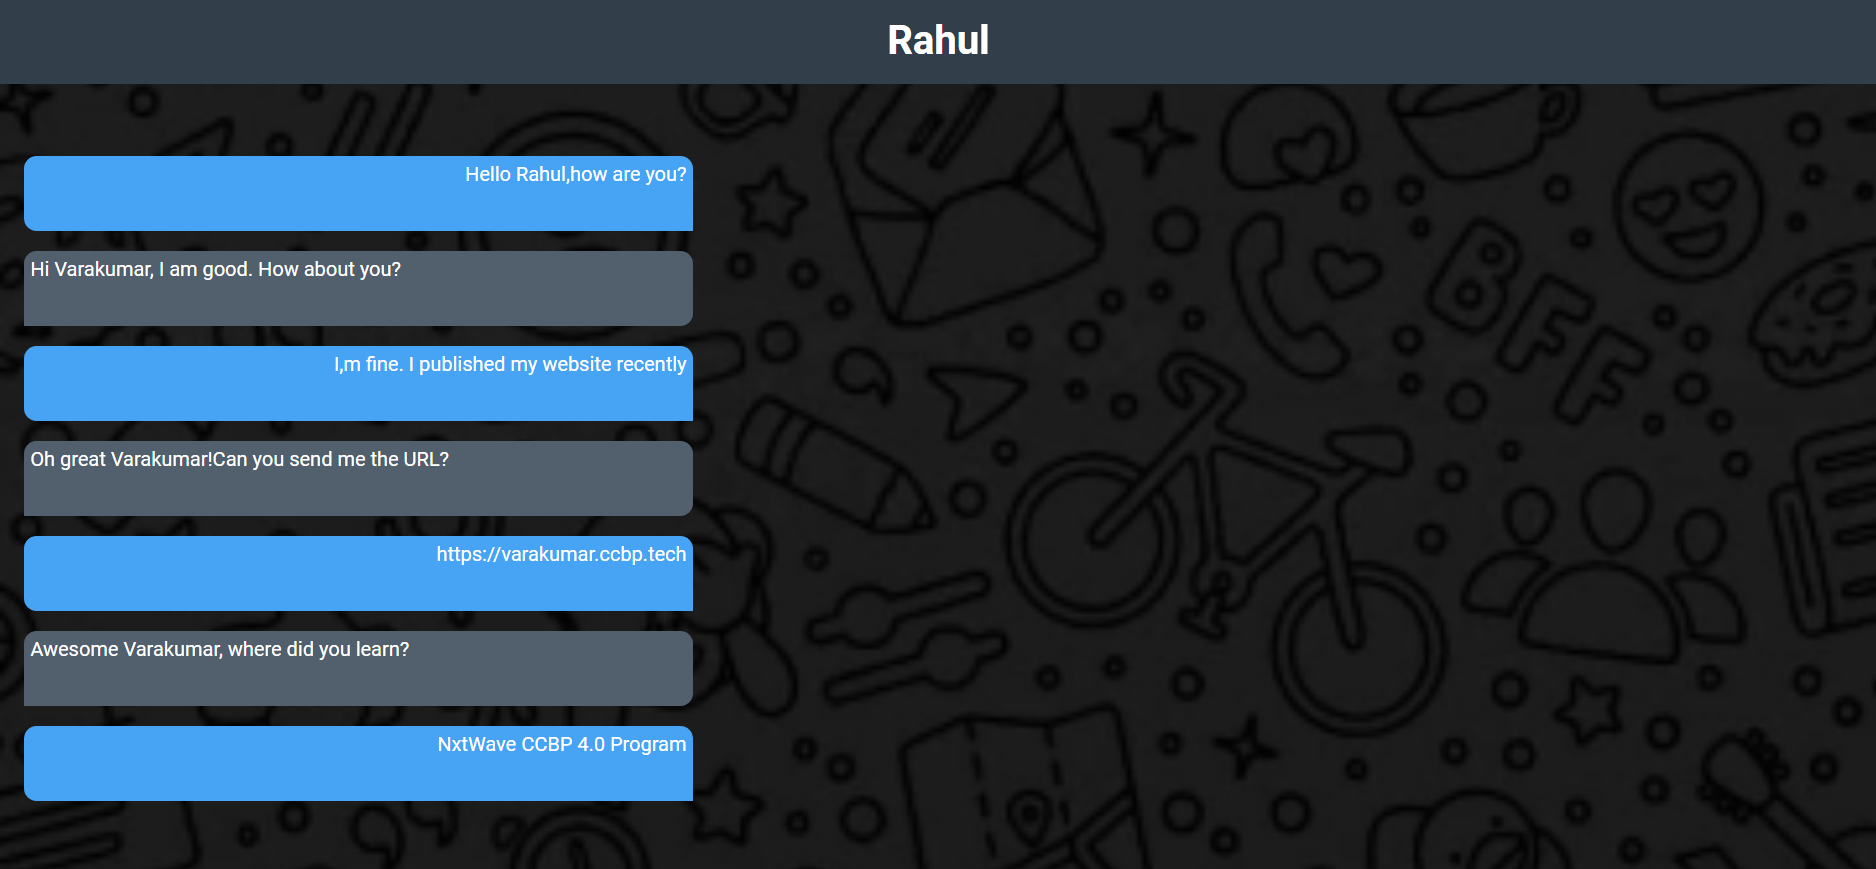 Rahul
Hello Rahul,how are you?
Hi Varakumar, I am good. How about you?
I,m fine. I published my website recently
Oh great Varakumar!Can you send me the URL?
https://varakumar.ccbp.tech
Awesome Varakumar, where did you learn?
NxtWave CCBP 4.0 Program
BFF